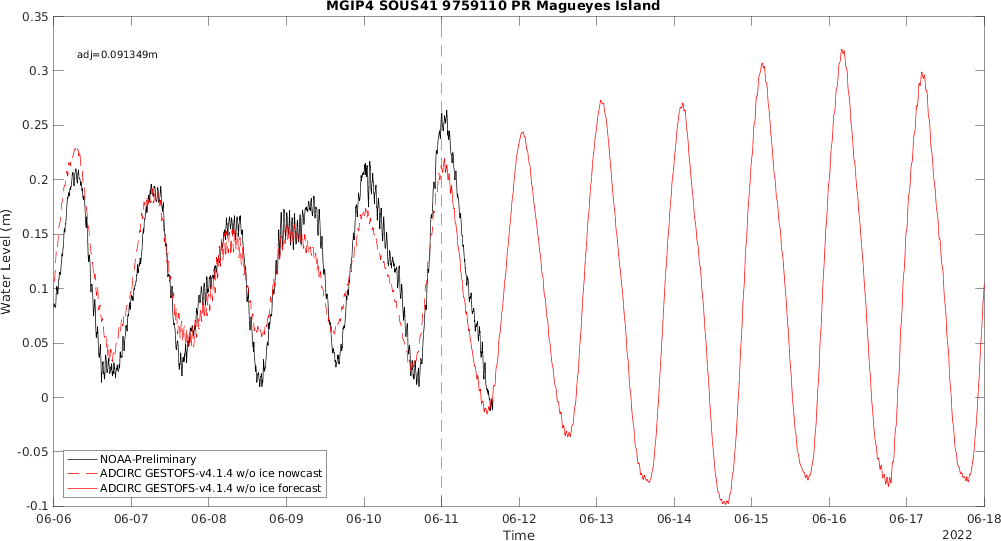 MGIP4 SOUS41 9759110 PR Magueyes Island
0.35
adj=0.091349m
0.3
0.25
0.2
0.15
0.1
0.05
0
-0.05
-0.1
Water Level (m)
NOAA-Preliminary
ADCIRC GESTOFS-v4.1.4 w/o ice nowcast
ADCIRC GESTOFS-v4.1.4 w/o ice forecast
06-06 06-07 06-08 06-09 06-10 06-11 06-12 06-13 06-14 06-15 06-16 06-17 06-18
Time
2022